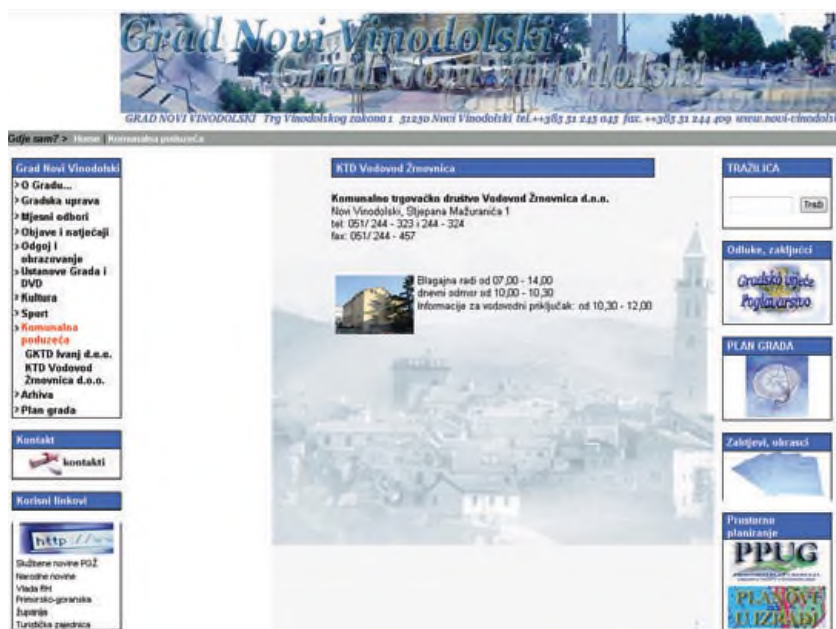 Grad Novi Vinodolski
Grad Novi Vinodolski
GRAD NOVI VINODOLSKI Trg Vinodolskog zakona 1 51250 Novi Vinodolski tel.++385 51 245 045 fax. ++385 51 244 409 www.novi-vinodols
Gdje sam? > Home Komunalna poduzeća
Grad Novi Vinodolski
> O Gradu...
> Gradska uprava
> Mjesni odbori
> Objave i natječaji
> Odgoj i
obrazovanje
> Ustanove Grada i
DVD
> Kultura
> Sport
> Komunalna
poduzeća
GKTD Ivanj d.o.o.
KTD Vodovod
Žrnovnica d.o.o.
> Arhiva
> Plan grada
Kontakt
kontakti
Korisni linkovi
http://
Službene novine PGŽ
Narodne novine
Vlada RH
Primorsko-goranska
županija
Turistička zajednica
KTD Vodovod Žrnovnica
Komunalno trgovačko društvo Vodovod Žrnovnica d.o.o.
Novi Vinodolski, Stjepana Mažuranića 1
tel: 051/ 244 - 323 i 244 - 324
fax: 051/ 244 - 457
Blagajna radi od 07,00 - 14,00
dnevni odmor od 10,00 - 10,30
Informacije za vodovodni priključak: od 10,30 - 12,00
TRAŽILICA
Traži
Odluke, zaključci
Gradsko vijeće
Poglavarstvo
PLAN GRADA
Zahtjevi, obrasci
Prostorno
planiranje
PPUG
PLANOVI
U IZRADI